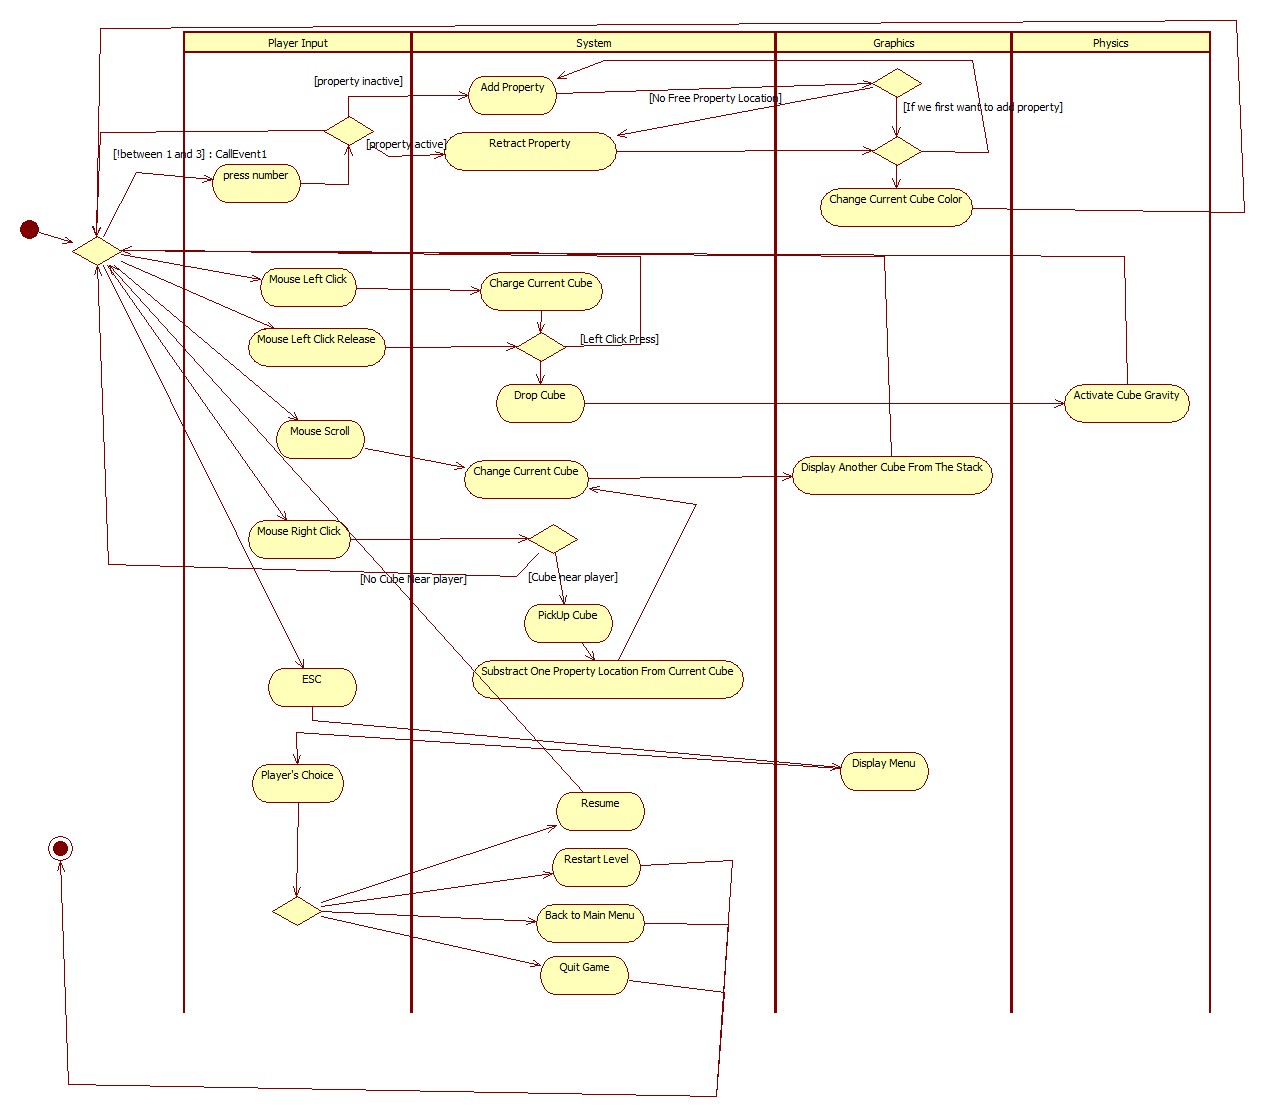 Player Input
System
Graphics
Physics
[property inactive]
Add Property
[No Free Property Location]
[If we first want to add property]
[property active]
Retract Property
[!between 1 and 3] : CallEvent1
press number
Change Current Cube Color
Mouse Left Click
Charge Current Cube
Mouse Left Click Release
[Left Click Press]
Drop Cube
Activate Cube Gravity
Mouse Scroll
Change Current Cube
Display Another Cube From The Stack
Mouse Right Click
[No Cube Near player]
[Cube near player]
PickUp Cube
Substract One Property Location From Current Cube
ESC
Display Menu
Player's Choice
Resume
Restart Level
Back to Main Menu
Quit Game